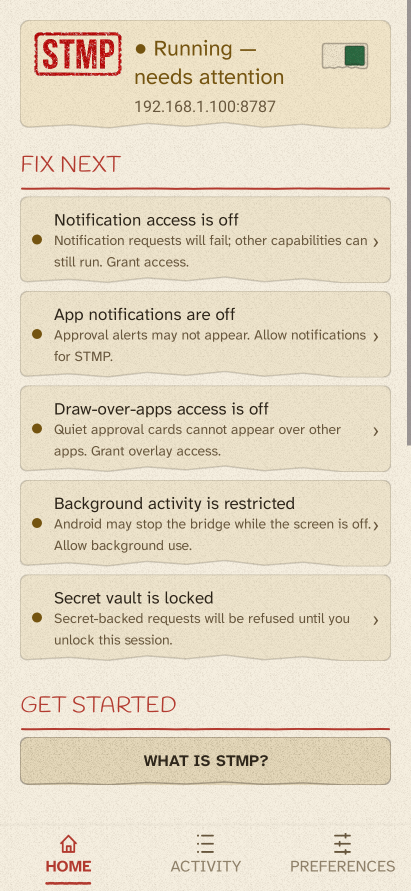 STMP
● Running —
needs attention
192.168.1.100:8787
FIX NEXT
Notification access is off
Notification requests will fail; other capabilities can
still run. Grant access.
App notifications are off
Approval alerts may not appear. Allow notifications
for STMP.
Draw-over-apps access is off
Quiet approval cards cannot appear over other
apps. Grant overlay access.
Background activity is restricted
Android may stop the bridge while the screen is off.
Allow background use.
Secret vault is locked
Secret-backed requests will be refused until you
unlock this session.
GET STARTED
WHAT IS STMP?
HOME
ACTIVITY
PREFERENCES